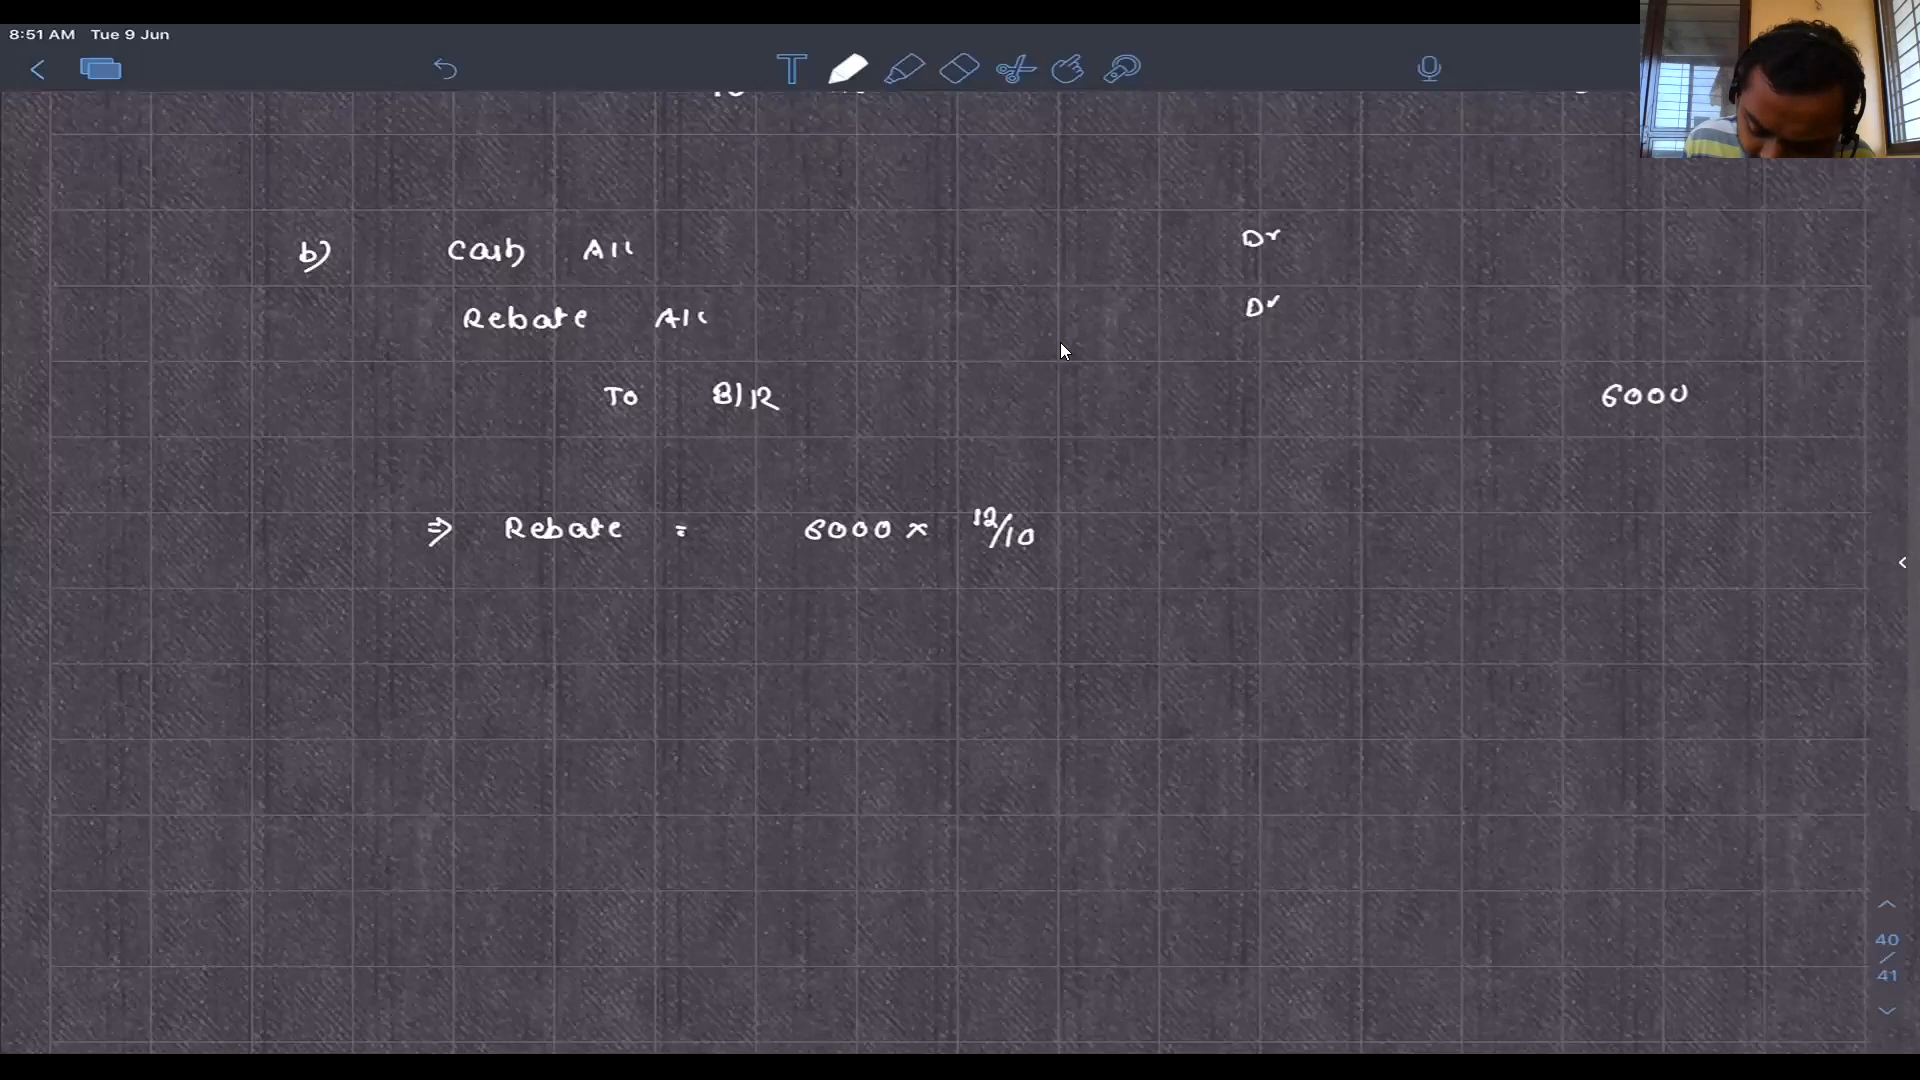 8:51 AM Tue 9 Jun
T
b) Cash A/c Dr
Rebate A/c Dr
To B/R 6000
⇒ Rebate = 6000 × 12/10
40
/
41